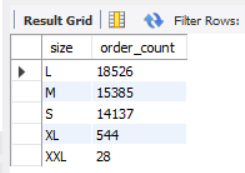 Result Grid Filter Rows:
size order_count
L 18526
M 15385
S 14137
XL 544
XXL 28